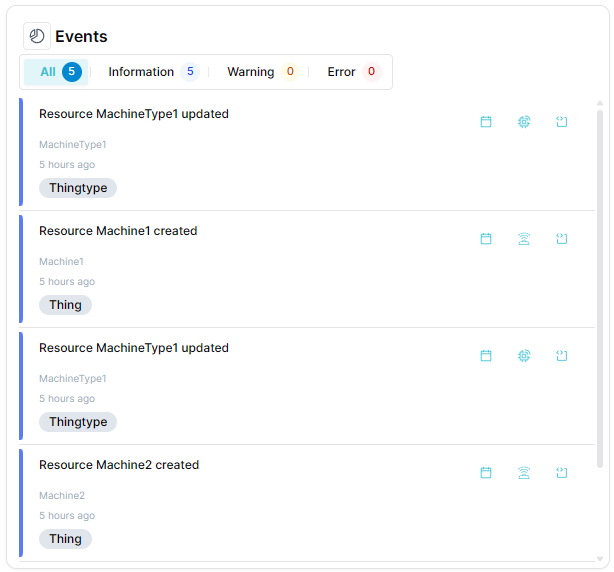 Events
All 5 Information 5 Warning 0 Error 0
Resource MachineType1 updated
MachineType1
5 hours ago
Thingtype
Resource Machine1 created
Machine1
5 hours ago
Thing
Resource MachineType1 updated
MachineType1
5 hours ago
Thingtype
Resource Machine2 created
Machine2
5 hours ago
Thing